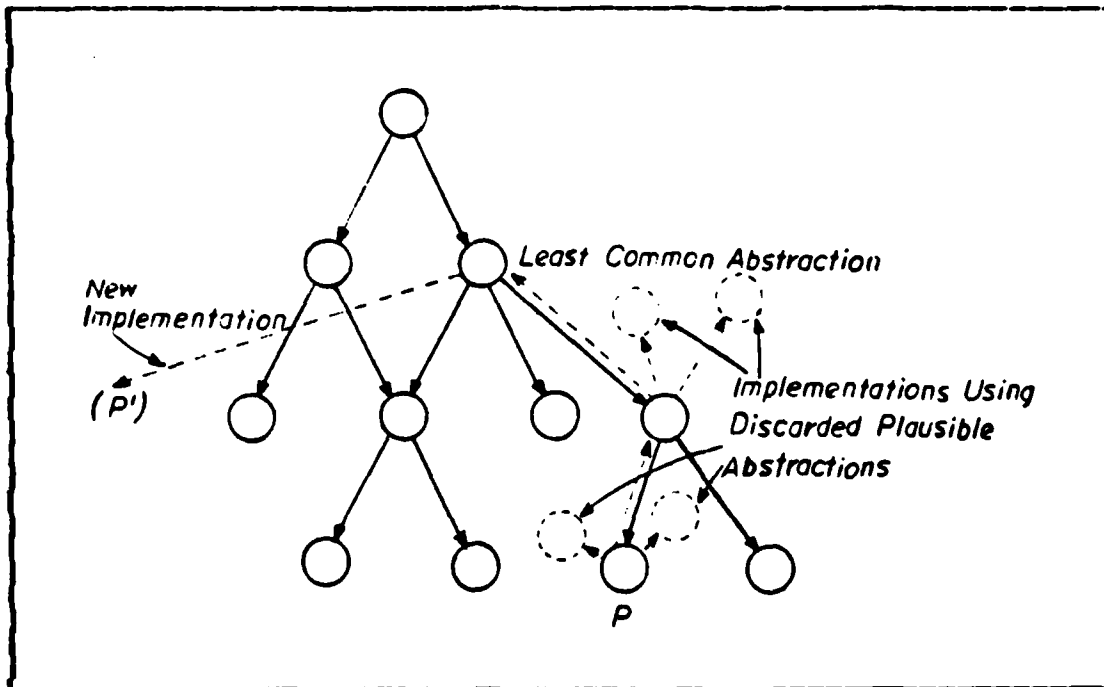 Least Common Abstraction
New
Implementation
(P')
Implementations Using
Discarded Plausible
Abstractions
P